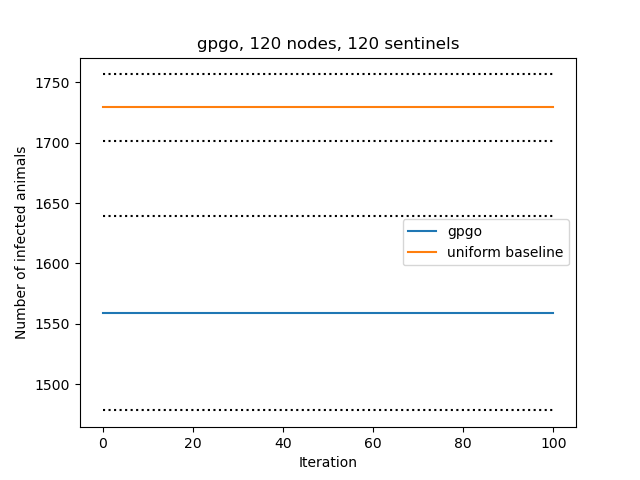 gpgo, 120 nodes, 120 sentinels
1750
1700
1650
1600
1550
1500
Number of infected animals
gpgo
uniform baseline
0
20
40
60
80
100
Iteration